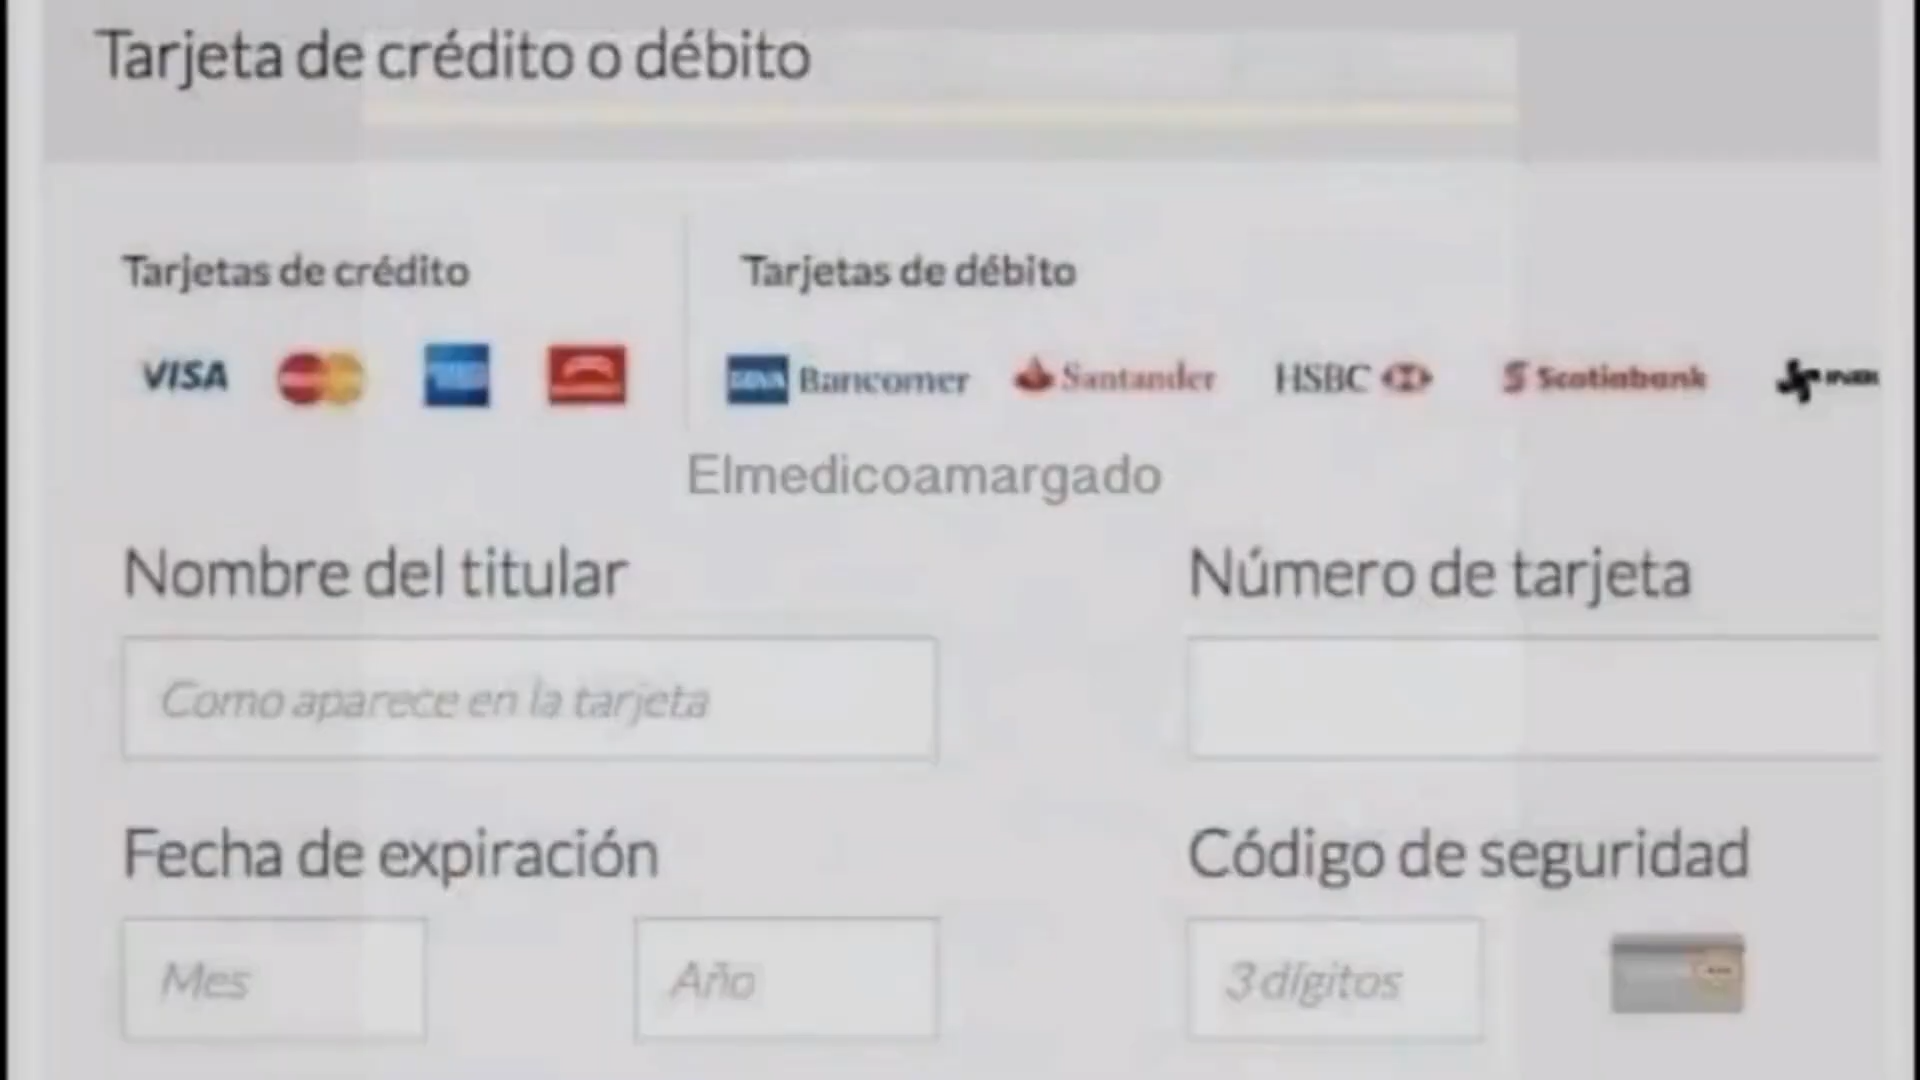 Tarjeta de crédito o débito
Tarjetas de crédito
Tarjetas de débito
VISA
BBVA Bancomer
Santander
HSBC
Scotiabank
Elmedicoamargado
Nombre del titular
Número de tarjeta
Como aparece en la tarjeta
Fecha de expiración
Código de seguridad
Mes
Año
3 dígitos